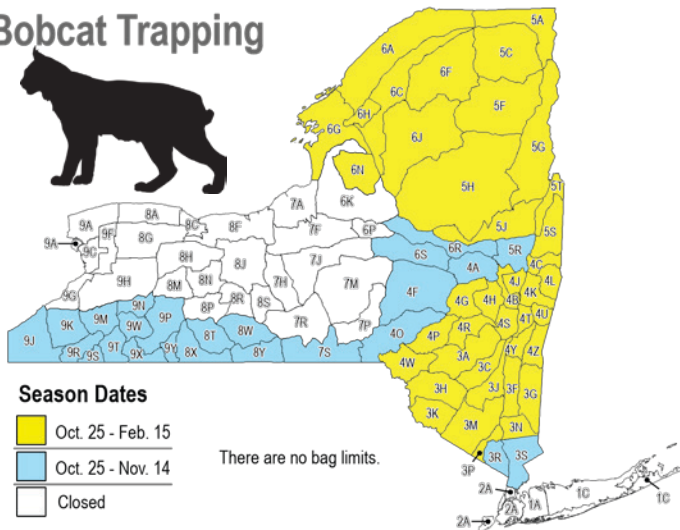 Bobcat Trapping
5A
6A
5C
6F
6C
5F
6H
6G
6J
5G
6N
5H
5T
7A
6K
9A
8A
8C
8F
7F
6P
5J
5S
9F
8G
9A
9C
6S
6R
5R
8H
8J
7J
4A
4C
9H
8M
8N
7H
7M
4F
4J
4L
9G
8R
8S
4G
4H
4B
4K
9N
8P
9K
9M
9W
9P
7R
7P
4O
4R
4S
4T
4U
9J
8T
8W
4P
9R
9S
9T
9X
9Y
8X
8Y
7S
4W
3A
4Y
4Z
3C
3H
3J
3F
3G
3K
3M
3N
3P
3R
3S
2A
2A
1A
1C
1C
2A
Season Dates
Oct. 25 - Feb. 15
Oct. 25 - Nov. 14
Closed
There are no bag limits.